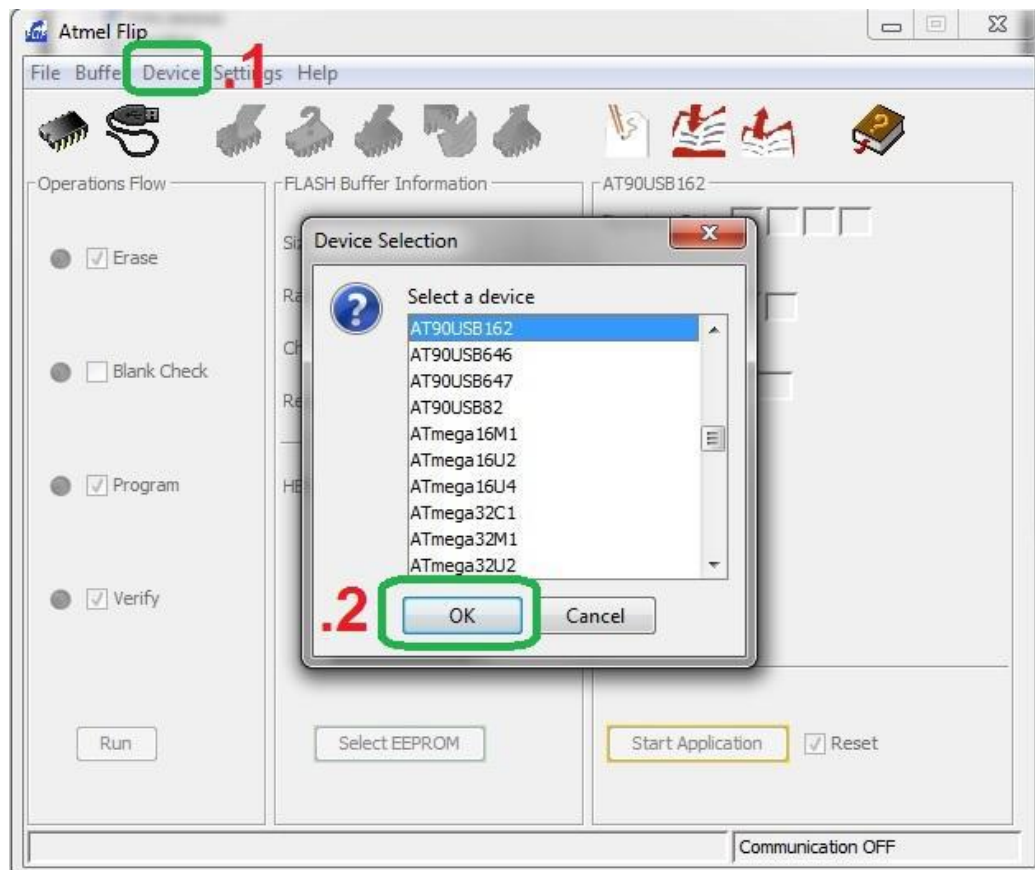 Atmel Flip
File Buffer Device Settings Help
.1
Operations Flow
FLASH Buffer Information
AT90USB162
Erase
Blank Check
Program
Verify
Run
Device Selection
Select a device
AT90USB162
AT90USB646
AT90USB647
AT90USB82
ATmega16M1
ATmega16U2
ATmega16U4
ATmega32C1
ATmega32M1
ATmega32U2
.2
OK Cancel
Select EEPROM
Start Application Reset
Communication OFF